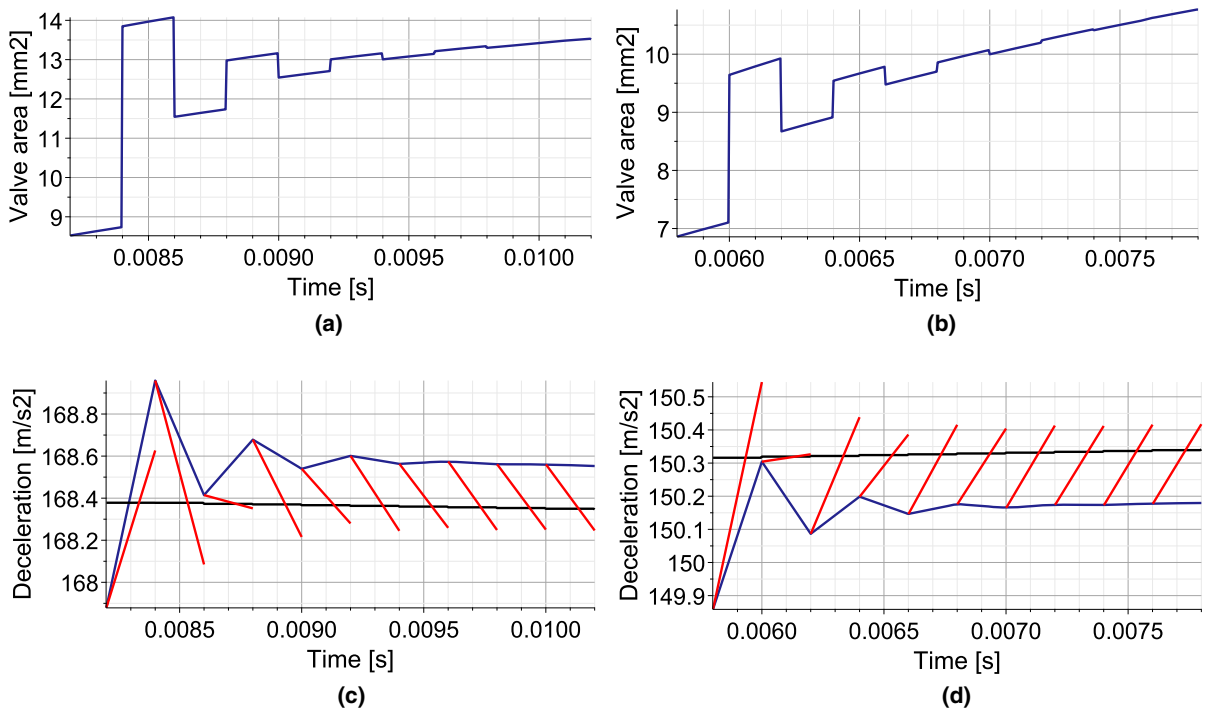 14
13
12
11
10
9
Valve area [mm2]
0.0085 0.0090 0.0095 0.0100
Time [s]
(a)
10
9
8
7
Valve area [mm2]
0.0060 0.0065 0.0070 0.0075
Time [s]
(b)
168.8
168.6
168.4
168.2
168
Deceleration [m/s2]
0.0085 0.0090 0.0095 0.0100
Time [s]
(c)
150.5
150.4
150.3
150.2
150.1
150
149.9
Deceleration [m/s2]
0.0060 0.0065 0.0070 0.0075
Time [s]
(d)